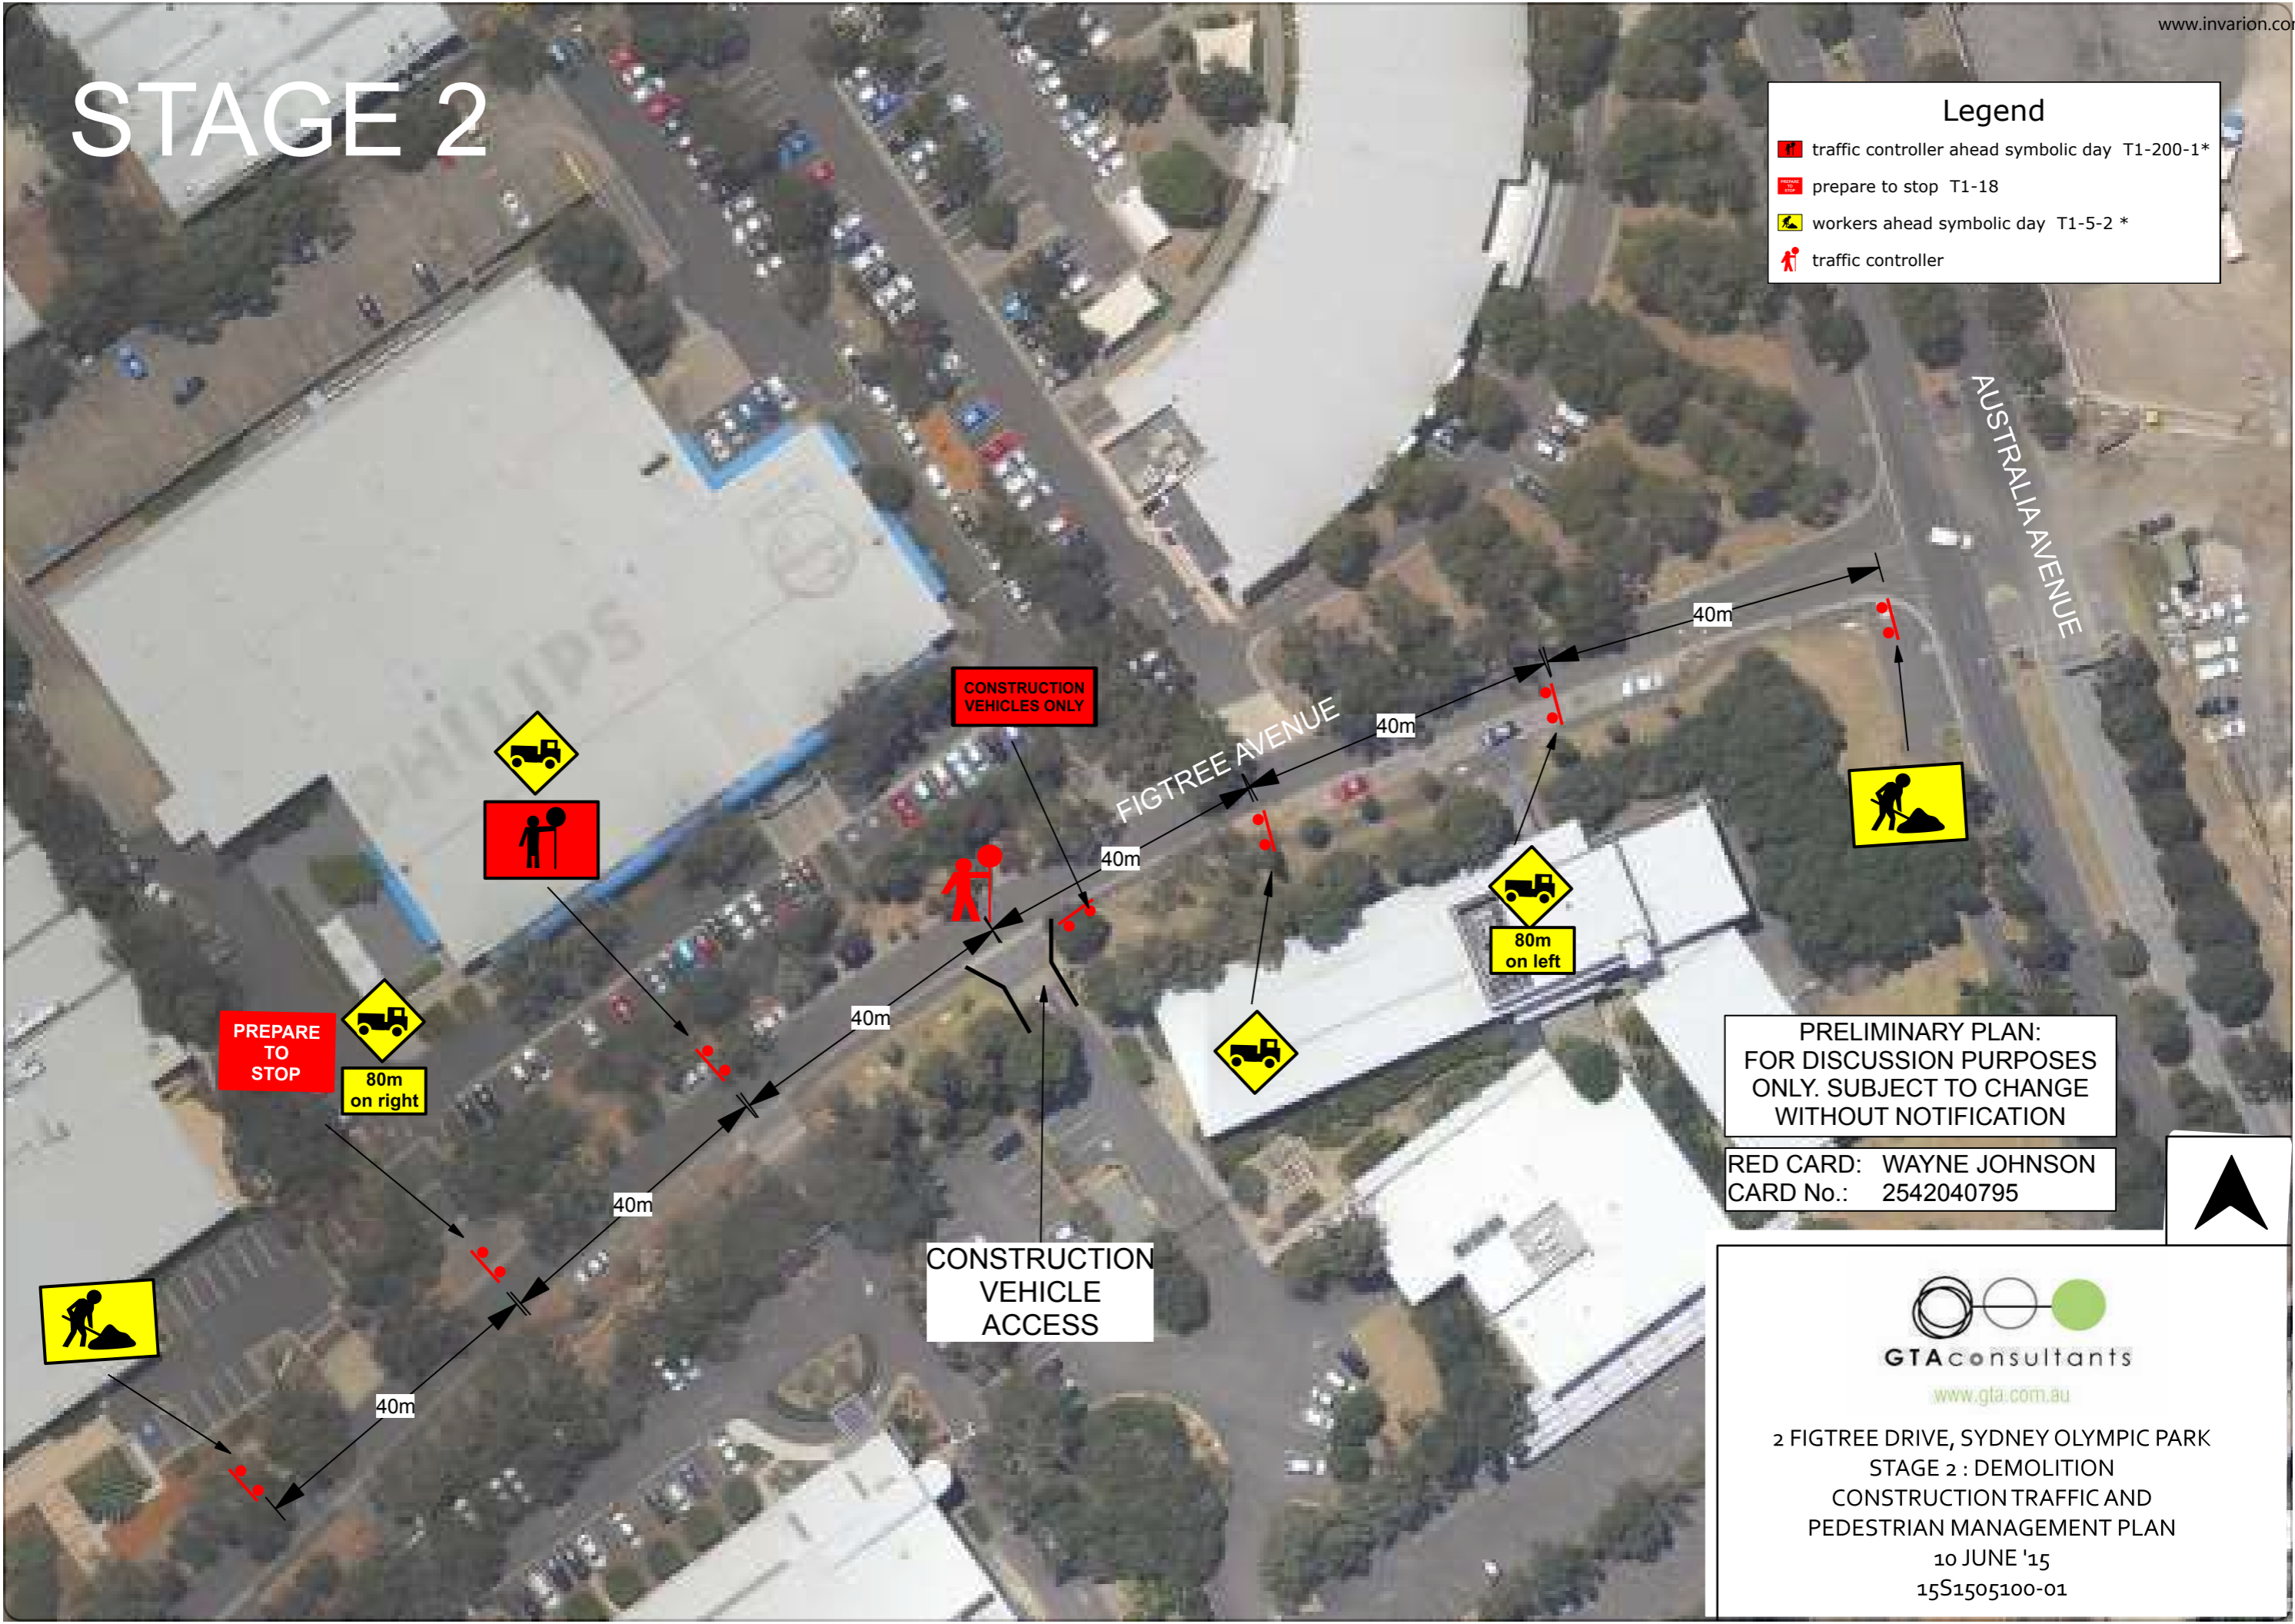 www.invarion.co
STAGE 2
Legend
traffic controller ahead symbolic day T1-200-1*
PREPARE
TO
STOP
prepare to stop T1-18
workers ahead symbolic day T1-5-2 *
traffic controller
AUSTRALIA AVENUE
40m
CONSTRUCTION
VEHICLES ONLY
40m
FIGTREE AVENUE
PHILIPS
40m
80m
on left
40m
PREPARE
TO
STOP
80m
on right
PRELIMINARY PLAN:
FOR DISCUSSION PURPOSES
ONLY. SUBJECT TO CHANGE
WITHOUT NOTIFICATION
RED CARD: WAYNE JOHNSON
CARD No.: 2542040795
40m
CONSTRUCTION
VEHICLE
ACCESS
40m
GTAconsultants
www.gta.com.au
2 FIGTREE DRIVE, SYDNEY OLYMPIC PARK
STAGE 2 : DEMOLITION
CONSTRUCTION TRAFFIC AND
PEDESTRIAN MANAGEMENT PLAN
10 JUNE '15
15S1505100-01